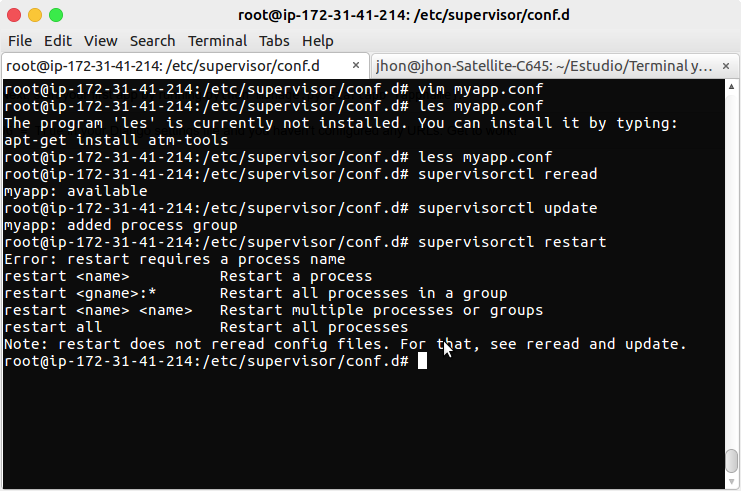 root@ip-172-31-41-214: /etc/supervisor/conf.d
File Edit View Search Terminal Tabs Help
root@ip-172-31-41-214: /etc/supervisor/conf.d × jhon@jhon-Satellite-C645: ~/Estudio/Terminal y… ×
root@ip-172-31-41-214:/etc/supervisor/conf.d# vim myapp.conf
root@ip-172-31-41-214:/etc/supervisor/conf.d# les myapp.conf
The program 'les' is currently not installed. You can install it by typing:
apt-get install atm-tools
root@ip-172-31-41-214:/etc/supervisor/conf.d# less myapp.conf
root@ip-172-31-41-214:/etc/supervisor/conf.d# supervisorctl reread
myapp: available
root@ip-172-31-41-214:/etc/supervisor/conf.d# supervisorctl update
myapp: added process group
root@ip-172-31-41-214:/etc/supervisor/conf.d# supervisorctl restart
Error: restart requires a process name
restart <name>          Restart a process
restart <gname>:*       Restart all processes in a group
restart <name> <name>   Restart multiple processes or groups
restart all             Restart all processes
Note: restart does not reread config files. For that, see reread and update.
root@ip-172-31-41-214:/etc/supervisor/conf.d#